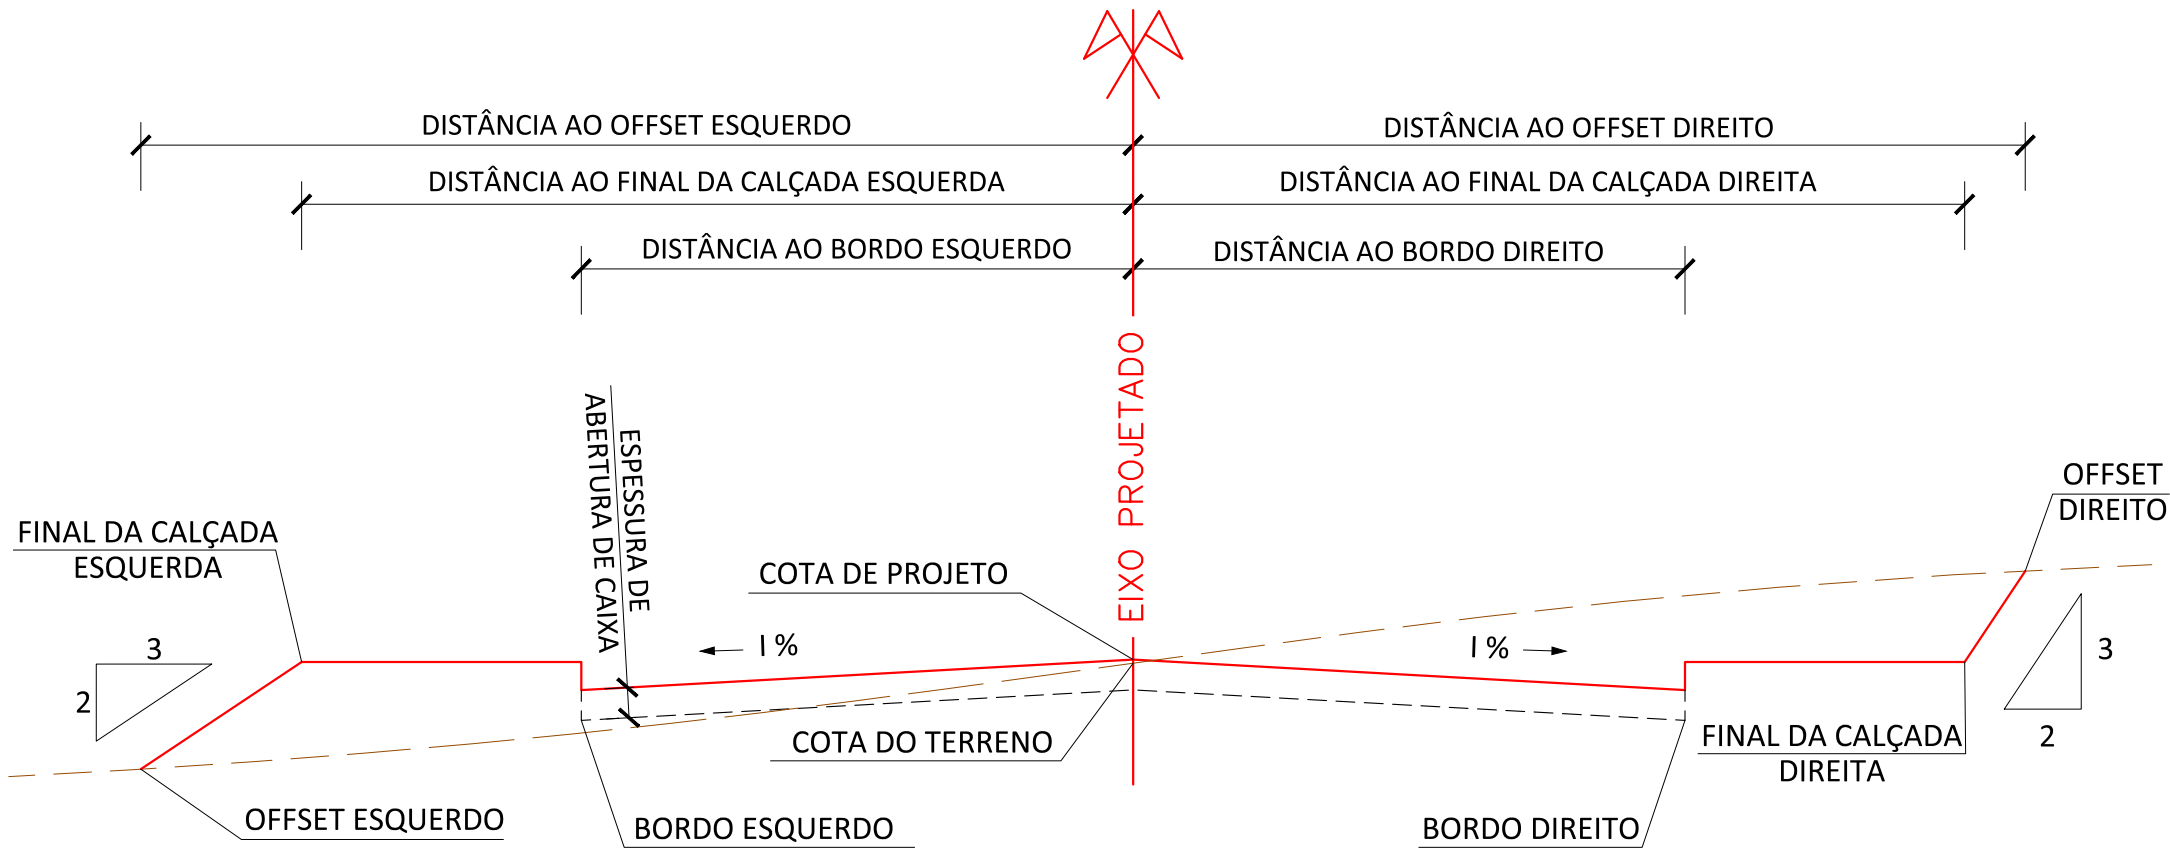 DISTÂNCIA AO OFFSET ESQUERDO
DISTÂNCIA AO OFFSET DIREITO
DISTÂNCIA AO FINAL DA CALÇADA ESQUERDA
DISTÂNCIA AO FINAL DA CALÇADA DIREITA
DISTÂNCIA AO BORDO ESQUERDO
DISTÂNCIA AO BORDO DIREITO
EIXO PROJETADO
ESPESSURA DE
ABERTURA DE CAIXA
OFFSET
DIREITO
FINAL DA CALÇADA
ESQUERDA
COTA DE PROJETO
I %
I %
3
2
3
2
COTA DO TERRENO
FINAL DA CALÇADA
DIREITA
OFFSET ESQUERDO
BORDO ESQUERDO
BORDO DIREITO